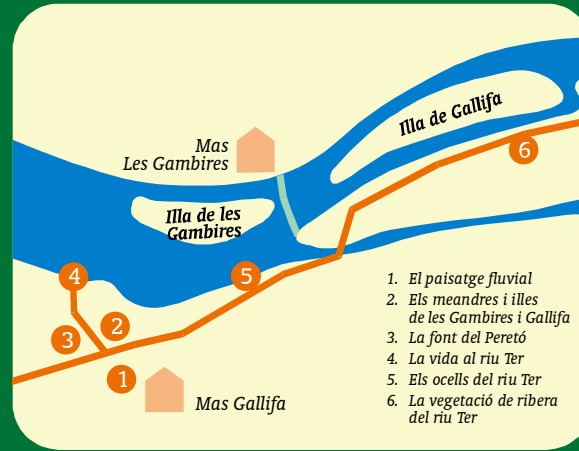 Illa de Gallifa
Mas
Les Gambires
6
Illa de les
Gambires
4
5
1. El paisatge fluvial
2. Els meandres i illes
de les Gambires i Gallifa
3. La font del Peretó
4. La vida al riu Ter
5. Els ocells del riu Ter
6. La vegetació de ribera
del riu Ter
2
3
1
Mas Gallifa